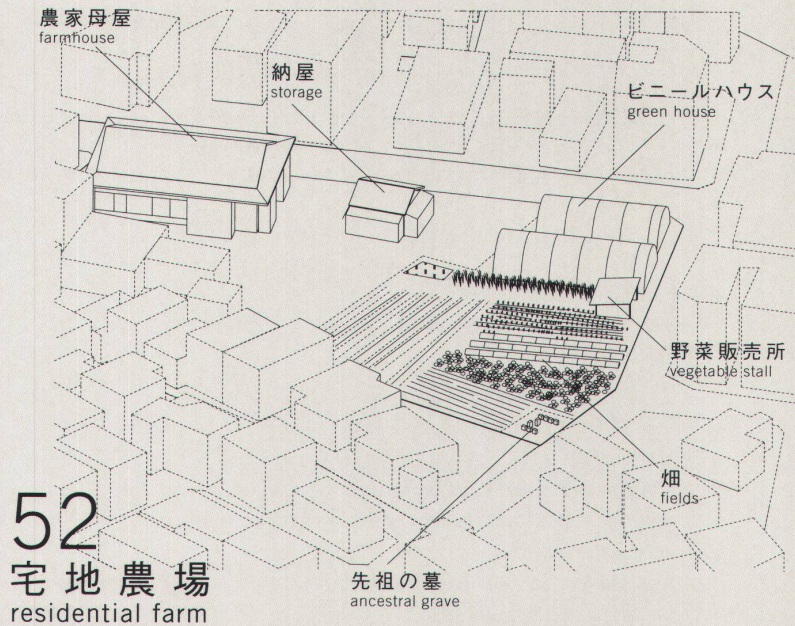 農家母屋
farmhouse
納屋
storage
ビニールハウス
green house
野菜販売所
vegetable stall
畑
fields
先祖の墓
ancestral grave
52
宅地農場
residential farm